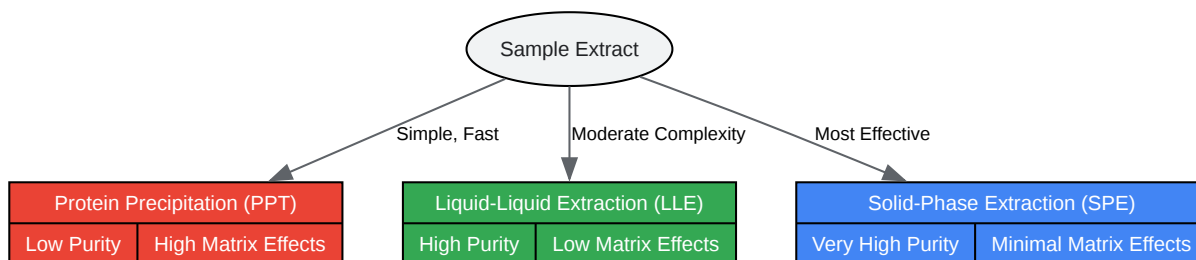 Sample Extract
Simple, Fast
Moderate Complexity
Most Effective
Protein Precipitation (PPT)
Low Purity
High Matrix Effects
Liquid-Liquid Extraction (LLE)
High Purity
Low Matrix Effects
Solid-Phase Extraction (SPE)
Very High Purity
Minimal Matrix Effects